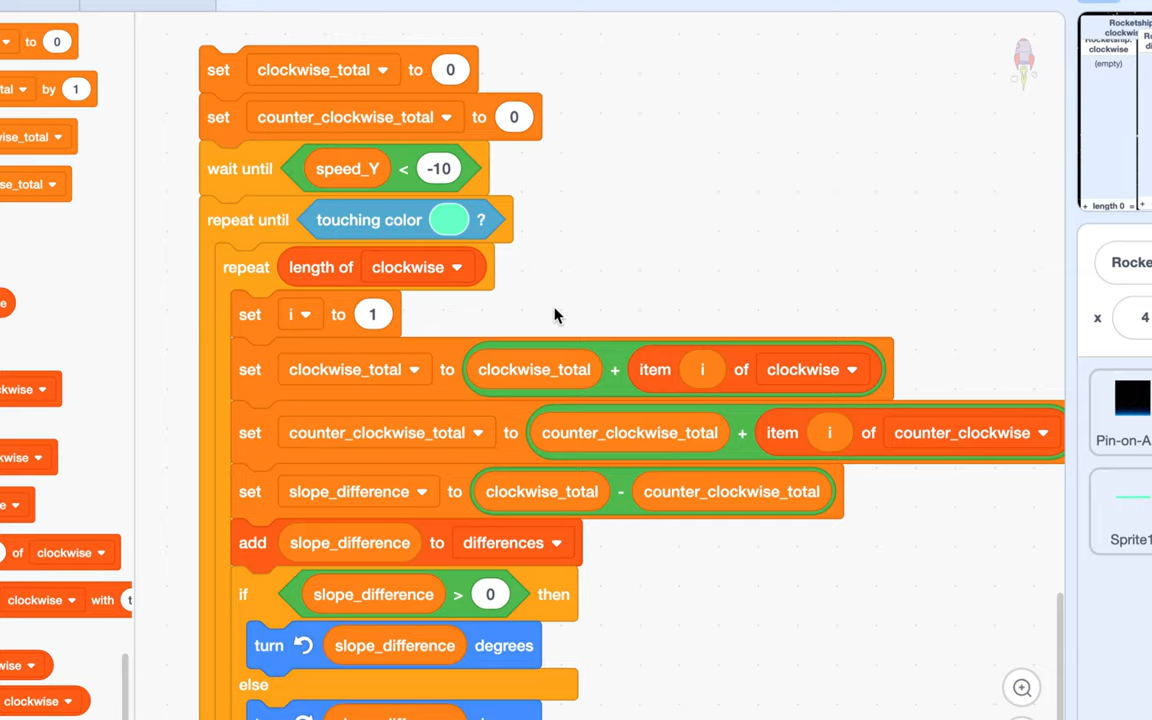 to 0
tal by 1
wise_total
se_total
e
kwise
kwise
e
of clockwise
clockwise with t
wise
clockwise
set clockwise_total to 0
set counter_clockwise_total to 0
wait until speed_Y < -10
repeat until touching color ?
repeat length of clockwise
set i to 1
set clockwise_total to clockwise_total + item i of clockwise
set counter_clockwise_total to counter_clockwise_total + item i of counter_clockwise
set slope_difference to clockwise_total - counter_clockwise_total
add slope_difference to differences
if slope_difference > 0 then
turn slope_difference degrees
else
Rocketship:
clockwise
(empty)
+ length 0 =
Rocke
x 4
Pin-on-A
Sprite1